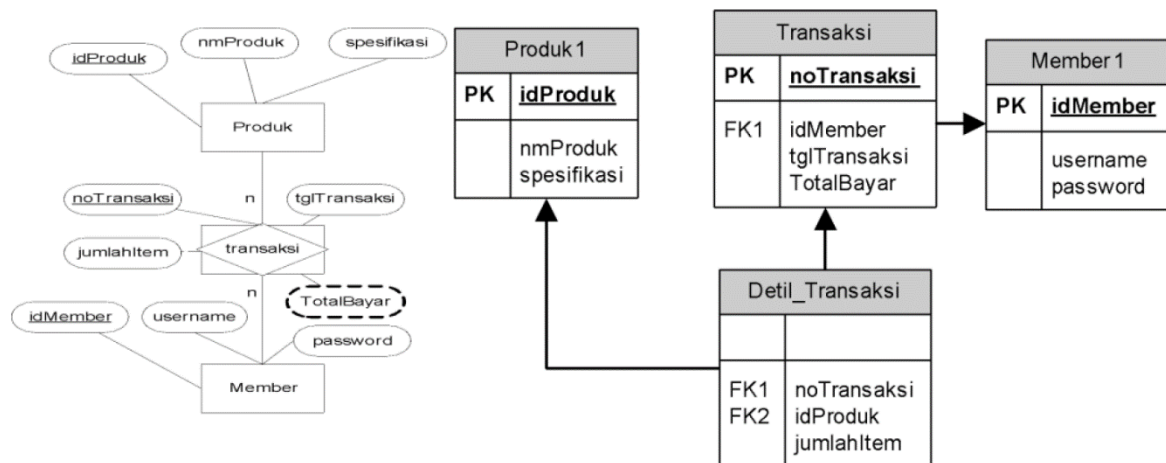 nmProduk
spesifikasi
idProduk
Produk
n
noTransaksi
tglTransaksi
jumlahItem
transaksi
n
TotalBayar
idMember
username
password
Member
Produk1
PK idProduk
nmProduk
spesifikasi
Transaksi
PK noTransaksi
FK1 idMember
tglTransaksi
TotalBayar
Member1
PK idMember
username
password
Detil_Transaksi
FK1 noTransaksi
FK2 idProduk
jumlahItem